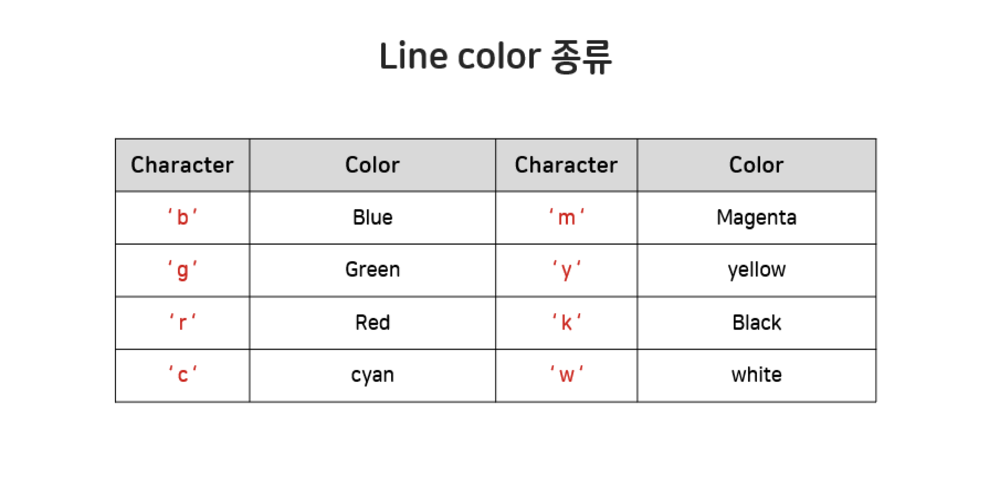 Line color 종류
Character Color Character Color
‘b’ Blue ‘m‘ Magenta
‘g’ Green ‘y‘ yellow
‘r‘ Red ‘k‘ Black
‘c‘ cyan ‘w‘ white